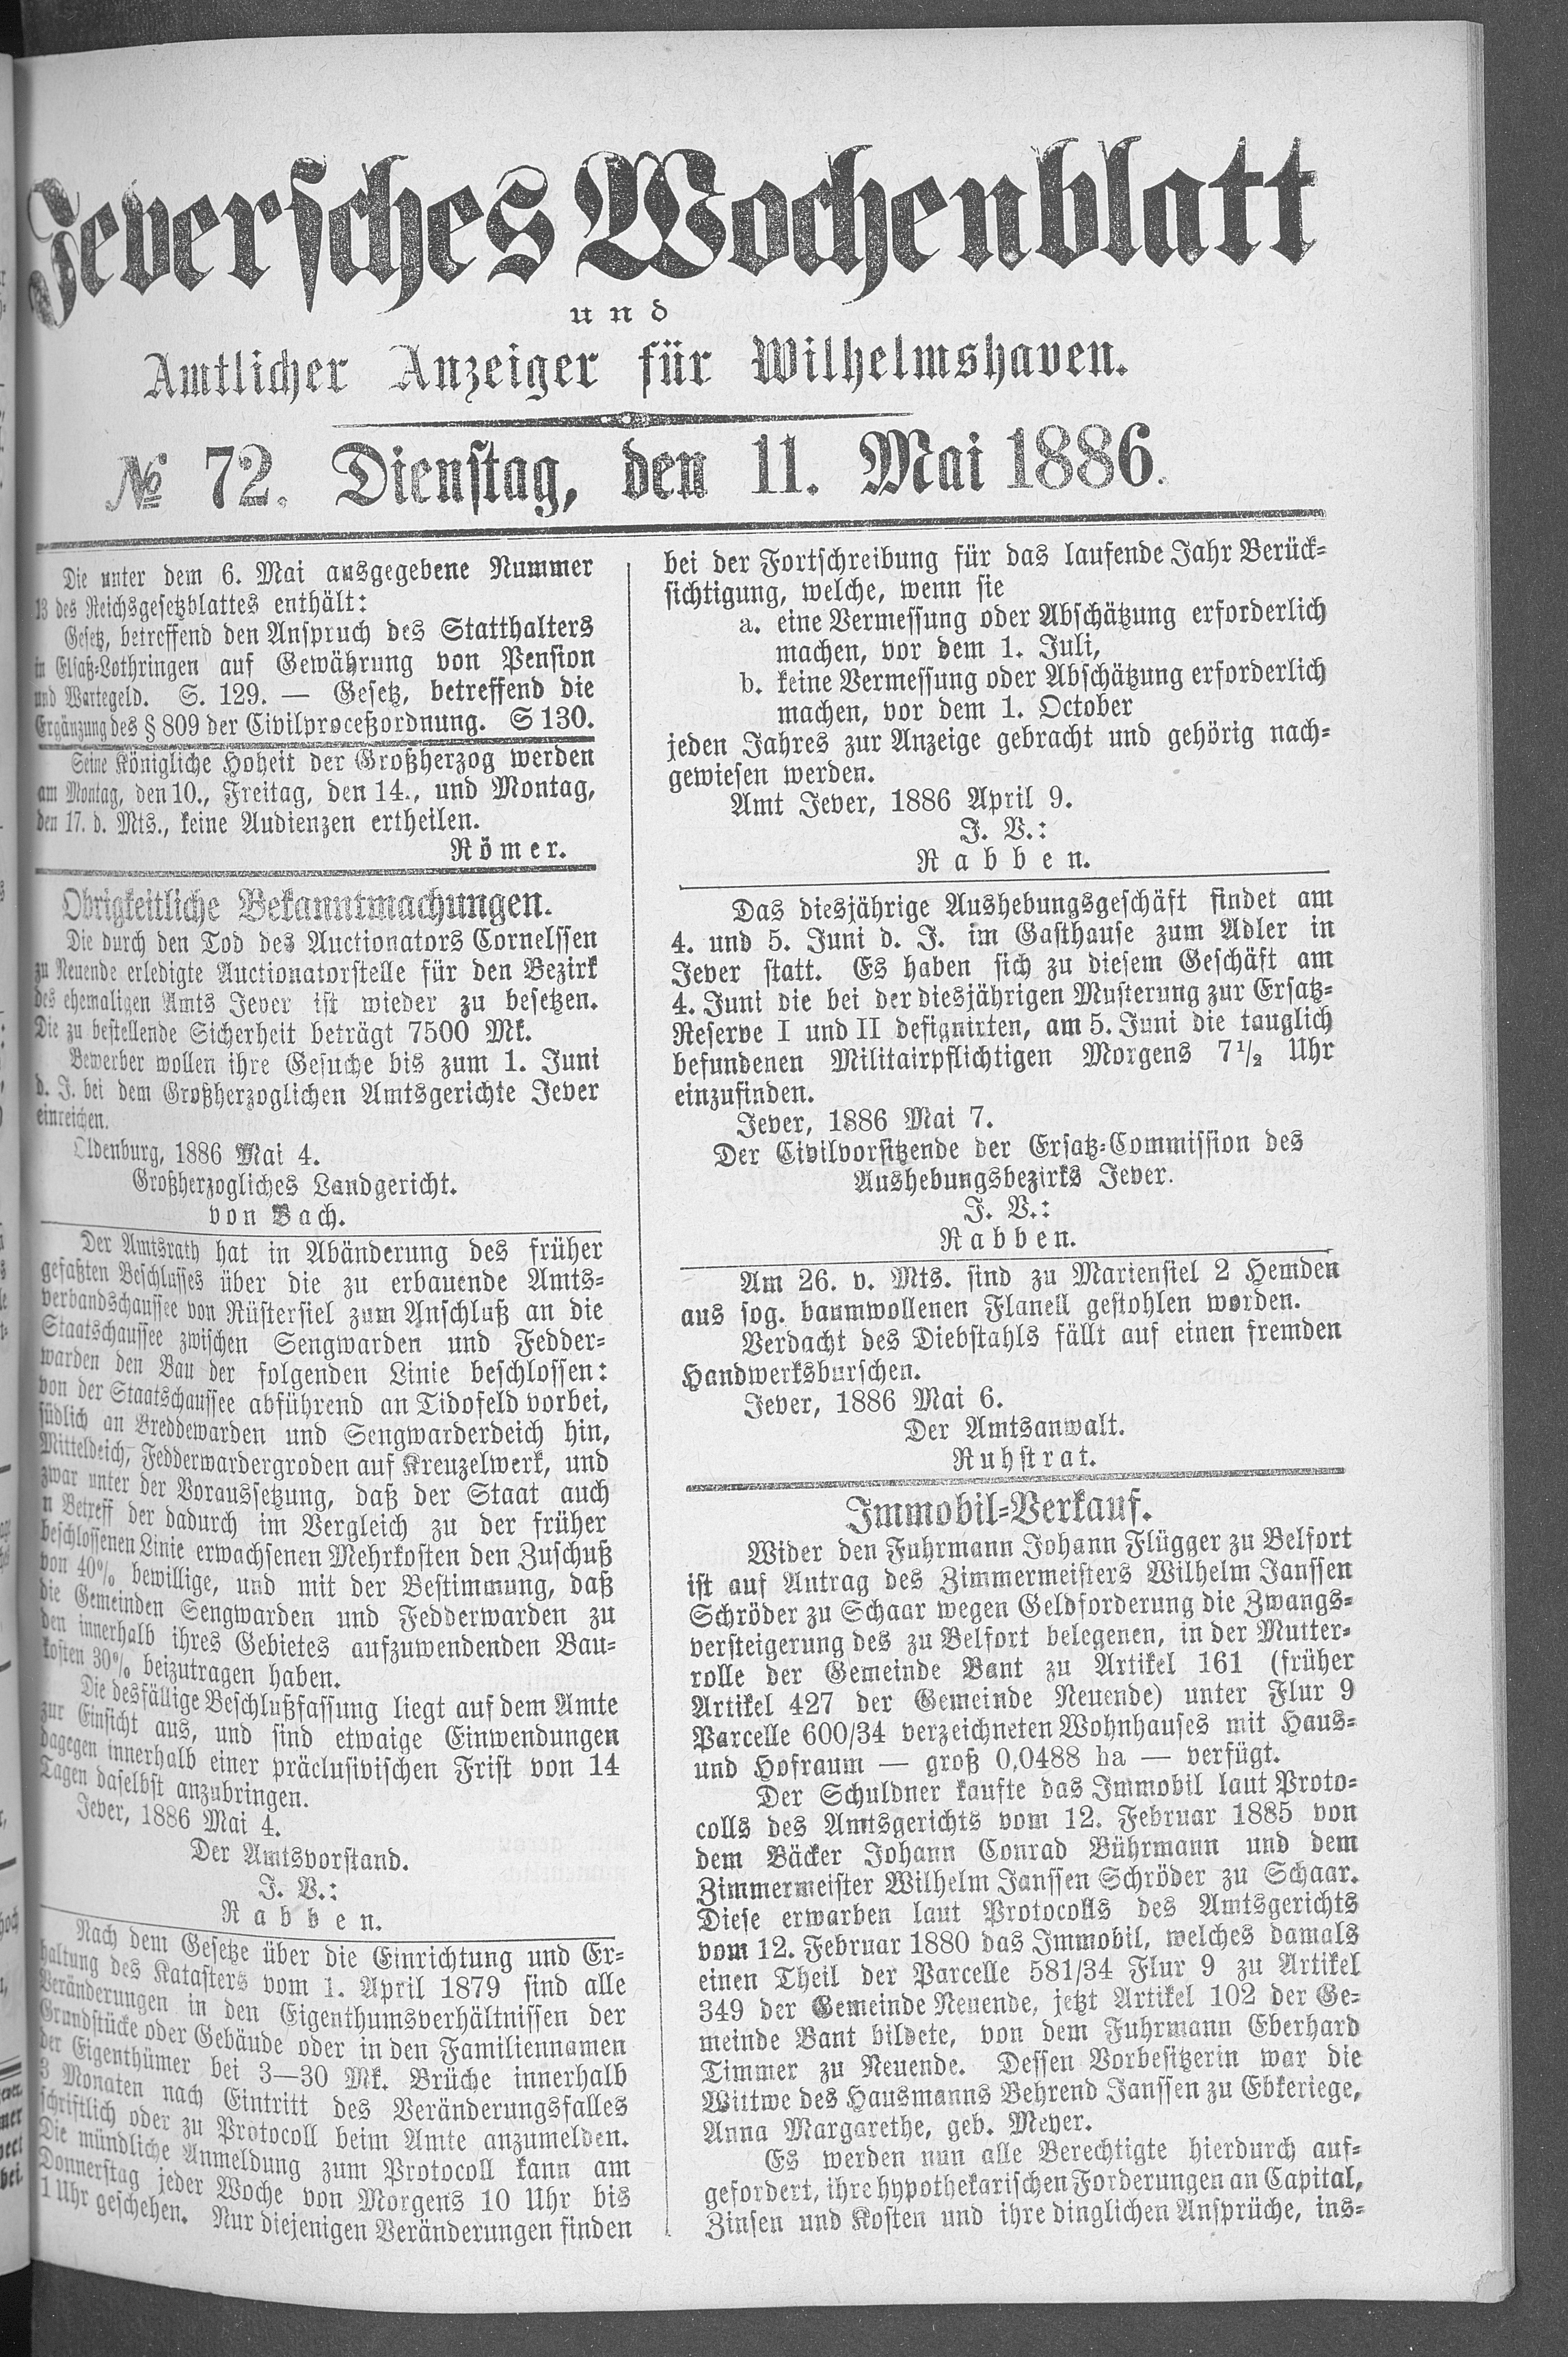 Jeversches Wochenblatt
und
Amtlicher Anzeiger für Wilhelmshaven.
№ 72. Dienstag, den 11. Mai 1886.
Die unter dem 6. Mai ausgegebene Nummer
13 des Reichsgesetzblattes enthält:
Gesetz, betreffend den Anspruch des Statthalters
in Elsaß-Lothringen auf Gewährung von Pension
und Wartegeld. S. 129. — Gesetz, betreffend die
Ergänzung des § 809 der Civilproceßordnung. S 130.
Seine Königliche Hoheit der Großherzog werden
am Montag, den 10., Freitag, den 14., und Montag,
den 17. d. Mts., keine Audienzen ertheilen.
Römer.
Obrigkeitliche Bekanntmachungen.
Die durch den Tod des Auctionators Cornelssen
zu Neuende erledigte Auctionatorstelle für den Bezirk
des ehemaligen Amts Jever ist wieder zu besetzen.
Die zu bestellende Sicherheit beträgt 7500 Mk.
Bewerber wollen ihre Gesuche bis zum 1. Juni
d. J. bei dem Großherzoglichen Amtsgerichte Jever
einreichen.
Oldenburg, 1886 Mai 4.
Großherzogliches Landgericht.
von Bach.
Der Amtsrath hat in Abänderung des früher
gefaßten Beschlusses über die zu erbauende Amts-
verbandschaussee von Rüstersiel zum Anschluß an die
Staatschaussee zwischen Sengwarden und Fedder-
warden den Bau der folgenden Linie beschlossen:
von der Staatschaussee abführend an Tidofeld vorbei,
südlich an Breddewarden und Sengwarderdeich hin,
Mitteldeich, Fedderwardergroden auf Kreuzelwerk, und
zwar unter der Voraussetzung, daß der Staat auch
n Betreff der dadurch im Vergleich zu der früher
beschlossenen Linie erwachsenen Mehrkosten den Zuschuß
von 40% bewillige, und mit der Bestimmung, daß
die Gemeinden Sengwarden und Fedderwarden zu
den innerhalb ihres Gebietes aufzuwendenden Bau-
kosten 30% beizutragen haben.
Die desfällige Beschlußfassung liegt auf dem Amte
zur Einsicht aus, und sind etwaige Einwendungen
dagegen innerhalb einer präclusivischen Frist von 14
Tagen daselbst anzubringen.
Jever, 1886 Mai 4.
Der Amtsvorstand.
J. V.:
Rabben.
Nach dem Gesetze über die Einrichtung und Er-
haltung des Katasters vom 1. April 1879 sind alle
Veränderungen in den Eigenthumsverhältnissen der
Grundstücke oder Gebäude oder in den Familiennamen
der Eigenthümer bei 3—30 Mk. Brüche innerhalb
3 Monaten nach Eintritt des Veränderungsfalles
schriftlich oder zu Protocoll beim Amte anzumelden.
Die mündliche Anmeldung zum Protocoll kann am
Donnerstag jeder Woche von Morgens 10 Uhr bis
1 Uhr geschehen. Nur diejenigen Veränderungen finden
bei der Fortschreibung für das laufende Jahr Berück-
sichtigung, welche, wenn sie
a. eine Vermessung oder Abschätzung erforderlich
machen, vor dem 1. Juli,
b. keine Vermessung oder Abschätzung erforderlich
machen, vor dem 1. October
jeden Jahres zur Anzeige gebracht und gehörig nach-
gewiesen werden.
Amt Jever, 1886 April 9.
J. V.:
Rabben.
Das diesjährige Aushebungsgeschäft findet am
4. und 5. Juni d. J. im Gasthause zum Adler in
Jever statt. Es haben sich zu diesem Geschäft am
4. Juni die bei der diesjährigen Musterung zur Ersatz-
Reserve I und II designirten, am 5. Juni die tauglich
befundenen Militairpflichtigen Morgens 7½ Uhr
einzufinden.
Jever, 1886 Mai 7.
Der Civilvorsitzende der Ersatz-Commission des
Aushebungsbezirks Jever.
J. V.:
Rabben.
Am 26. v. Mts. sind zu Mariensiel 2 Hemden
aus sog. baumwollenen Flanell gestohlen worden.
Verdacht des Diebstahls fällt auf einen fremden
Handwerksburschen.
Jever, 1886 Mai 6.
Der Amtsanwalt.
Ruhstrat.
Immobil-Verkauf.
Wider den Fuhrmann Johann Flügger zu Belfort
ist auf Antrag des Zimmermeisters Wilhelm Janssen
Schröder zu Schaar wegen Geldforderung die Zwangs-
versteigerung des zu Belfort belegenen, in der Mutter-
rolle der Gemeinde Bant zu Artikel 161 (früher
Artikel 427 der Gemeinde Neuende) unter Flur 9
Parcelle 600/34 verzeichneten Wohnhauses mit Haus-
und Hofraum — groß 0,0488 ha — verfügt.
Der Schuldner kaufte das Immobil laut Proto-
colls des Amtsgerichts vom 12. Februar 1885 von
dem Bäcker Johann Conrad Bührmann und dem
Zimmermeister Wilhelm Janssen Schröder zu Schaar.
Diese erwarben laut Protocolls des Amtsgerichts
vom 12. Februar 1880 das Immobil, welches damals
einen Theil der Parcelle 581/34 Flur 9 zu Artikel
349 der Gemeinde Neuende, jetzt Artikel 102 der Ge-
meinde Bant bildete, von dem Fuhrmann Eberhard
Timmer zu Neuende. Dessen Vorbesitzerin war die
Wittwe des Hausmanns Behrend Janssen zu Ebkeriege,
Anna Margarethe, geb. Meyer.
Es werden nun alle Berechtigte hierdurch auf-
gefordert, ihre hypothekarischen Forderungen an Capital,
Zinsen und Kosten und ihre dinglichen Ansprüche, ins-